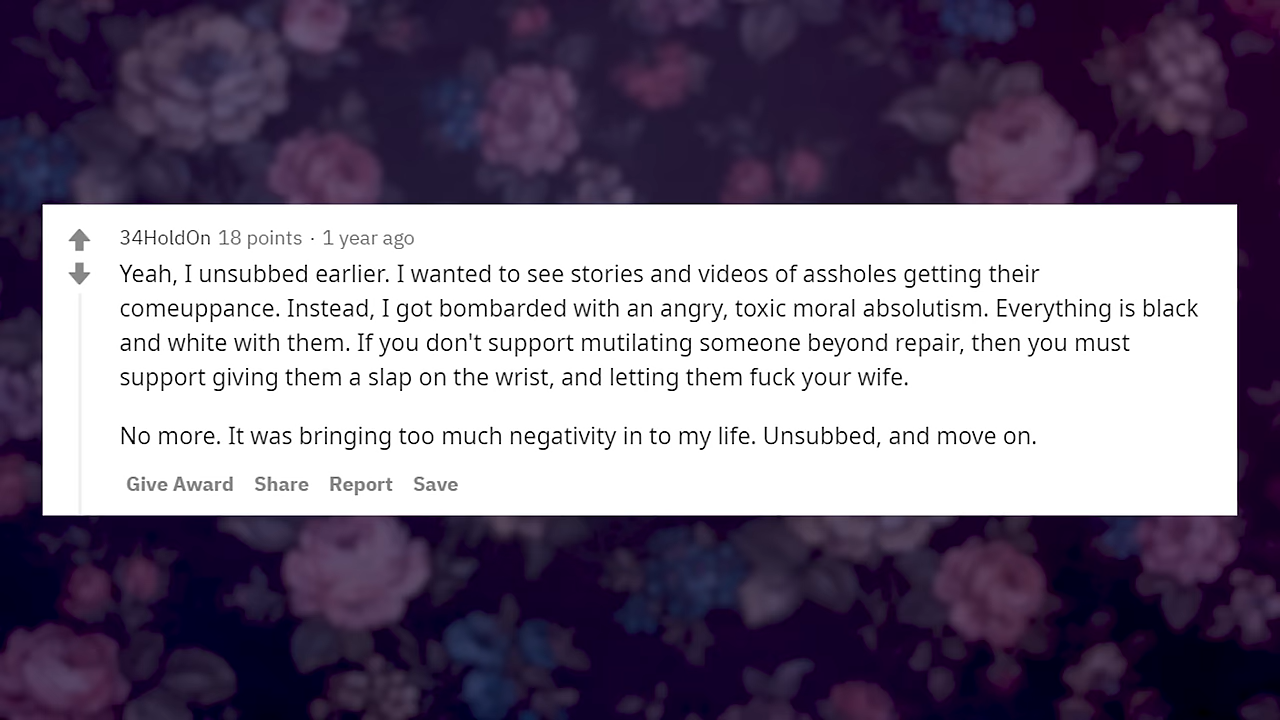 34HoldOn 18 points · 1 year ago
Yeah, I unsubbed earlier. I wanted to see stories and videos of assholes getting their
comeuppance. Instead, I got bombarded with an angry, toxic moral absolutism. Everything is black
and white with them. If you don't support mutilating someone beyond repair, then you must
support giving them a slap on the wrist, and letting them fuck your wife.
No more. It was bringing too much negativity in to my life. Unsubbed, and move on.
Give Award Share Report Save